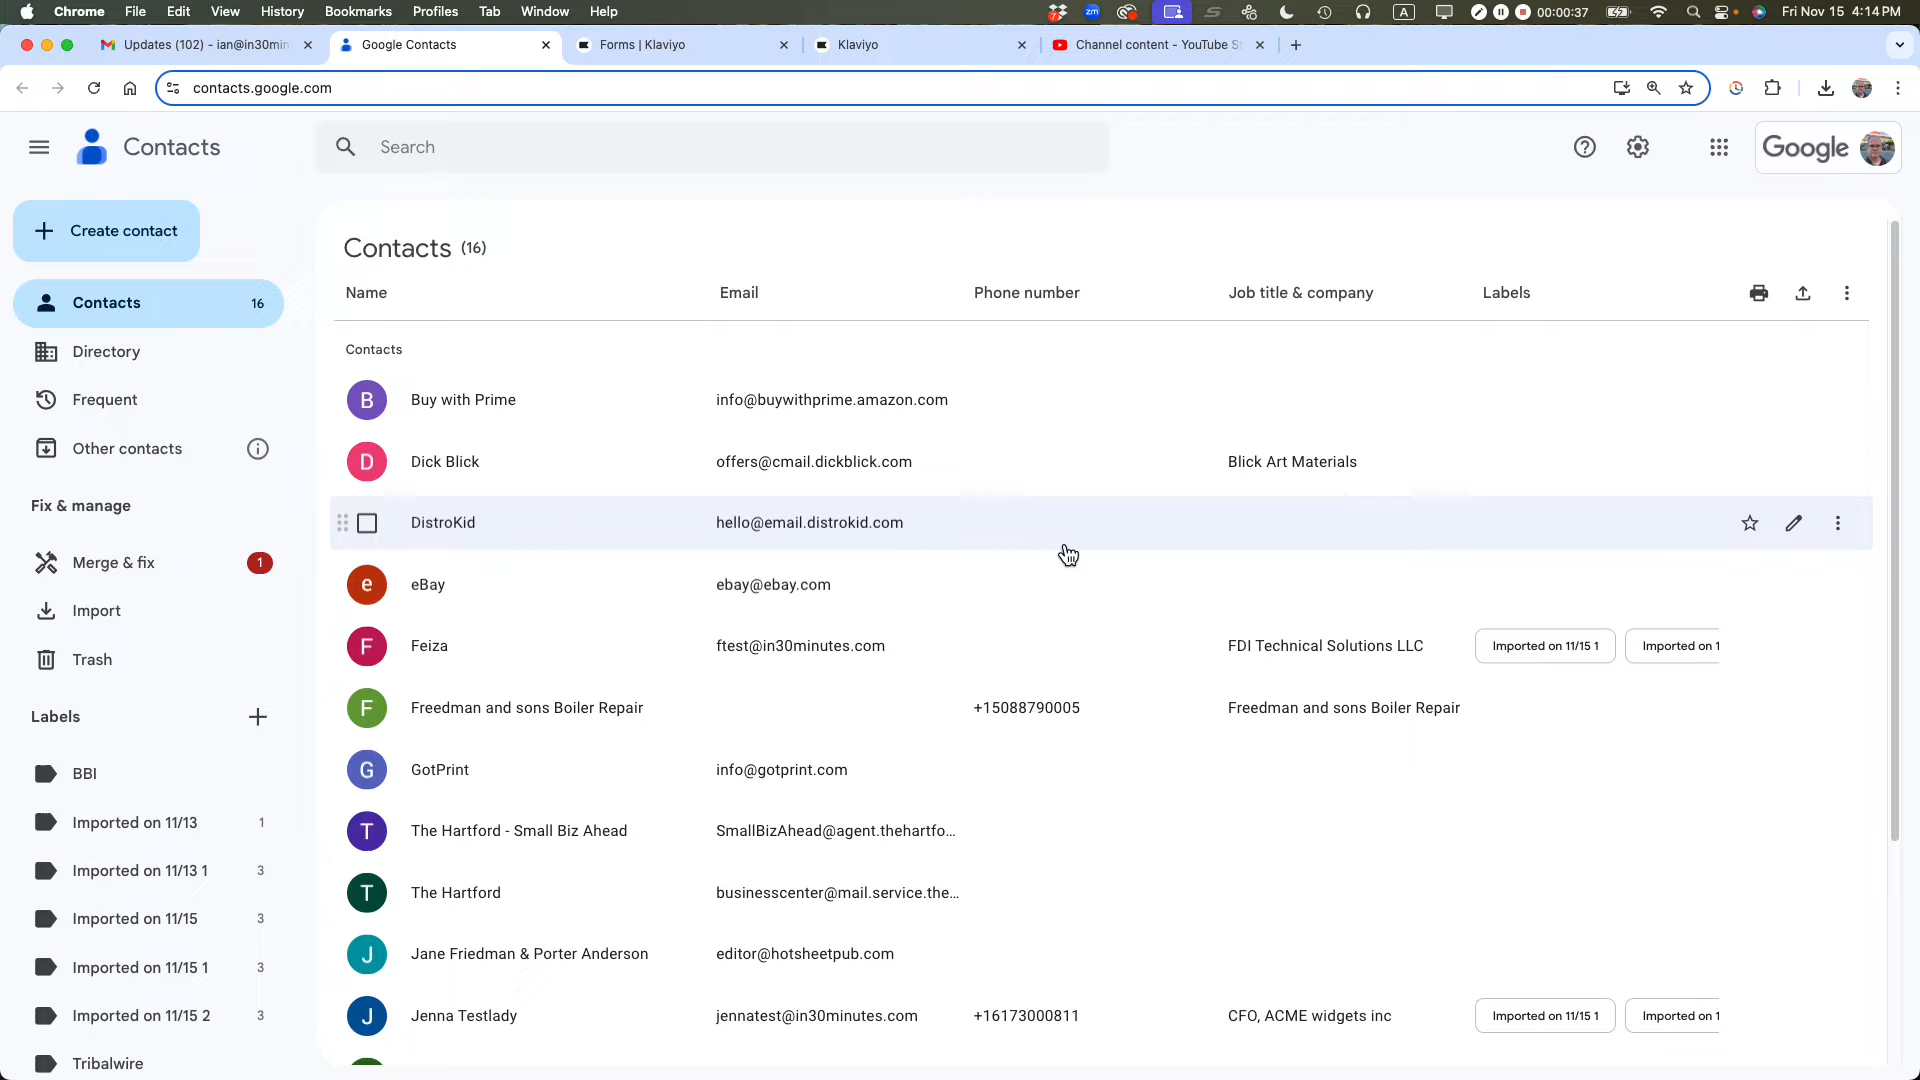 Chrome File Edit View History Bookmarks Profiles Tab Window Help 7 zm A 00:00:37 Fri Nov 15 4:14 PM
Updates (102) - ian@in30min Google Contacts Forms | Klaviyo Klaviyo Channel content - YouTube S
contacts.google.com
Contacts
Search
Google
Create contact
Contacts 16
Directory
Frequent
Other contacts
Fix & manage
Merge & fix 1
Import
Trash
Labels
BBI
Imported on 11/13 1
Imported on 11/13 1 3
Imported on 11/15 3
Imported on 11/15 1 3
Imported on 11/15 2 3
Tribalwire
Contacts (16)
Name Email Phone number Job title & company Labels
Contacts
B Buy with Prime info@buywithprime.amazon.com
D Dick Blick offers@cmail.dickblick.com Blick Art Materials
DistroKid hello@email.distrokid.com
e eBay ebay@ebay.com
F Feiza ftest@in30minutes.com FDI Technical Solutions LLC Imported on 11/15 1 Imported on 1
F Freedman and sons Boiler Repair +15088790005 Freedman and sons Boiler Repair
G GotPrint info@gotprint.com
T The Hartford - Small Biz Ahead SmallBizAhead@agent.thehartfo...
T The Hartford businesscenter@mail.service.the...
J Jane Friedman & Porter Anderson editor@hotsheetpub.com
J Jenna Testlady jennatest@in30minutes.com +16173000811 CFO, ACME widgets inc Imported on 11/15 1 Imported on 1